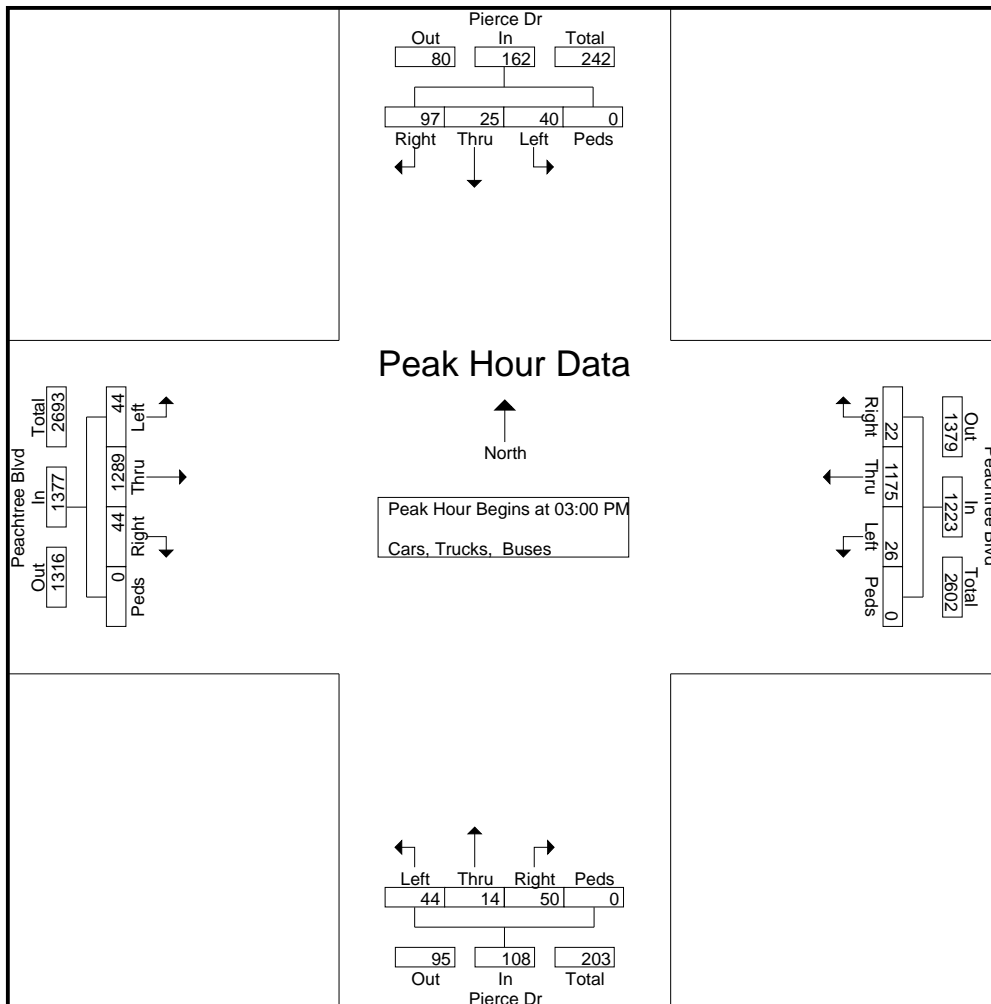 Pierce Dr
Out In Total
80 162 242
97 25 40 0
Right Thru Left Peds
Peak Hour Data
North
Peak Hour Begins at 03:00 PM
Cars, Trucks, Buses
Peachtree Blvd
Out In Total
1316 1377 2693
44 1289 44 0
Left Thru Right Peds
Peachtree Blvd
Out In Total
1379 1223 2602
22 1175 26 0
Right Thru Left Peds
Left Thru Right Peds
44 14 50 0
95 108 203
Out In Total
Pierce Dr